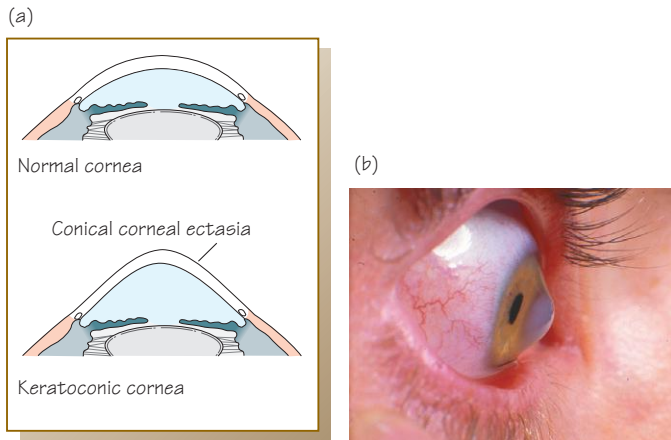 (a)
Normal cornea
Conical corneal ectasia
Keratoconic cornea
(b)